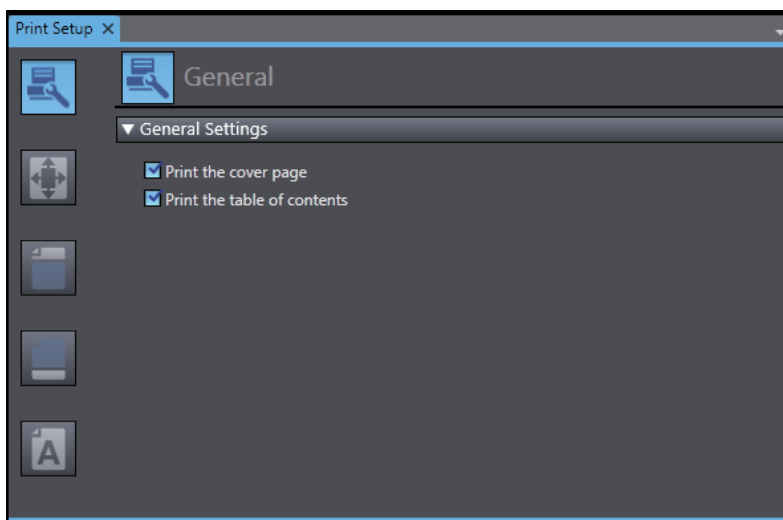 Print Setup
General
General Settings
Print the cover page
Print the table of contents
A